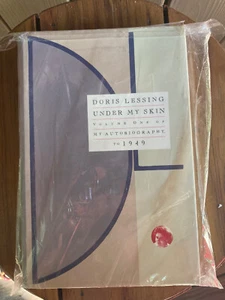 DORIS LESSING
UNDER MY SKIN
VOLUME ONE OF
MY AUTOBIOGRAPHY,
TO 1949